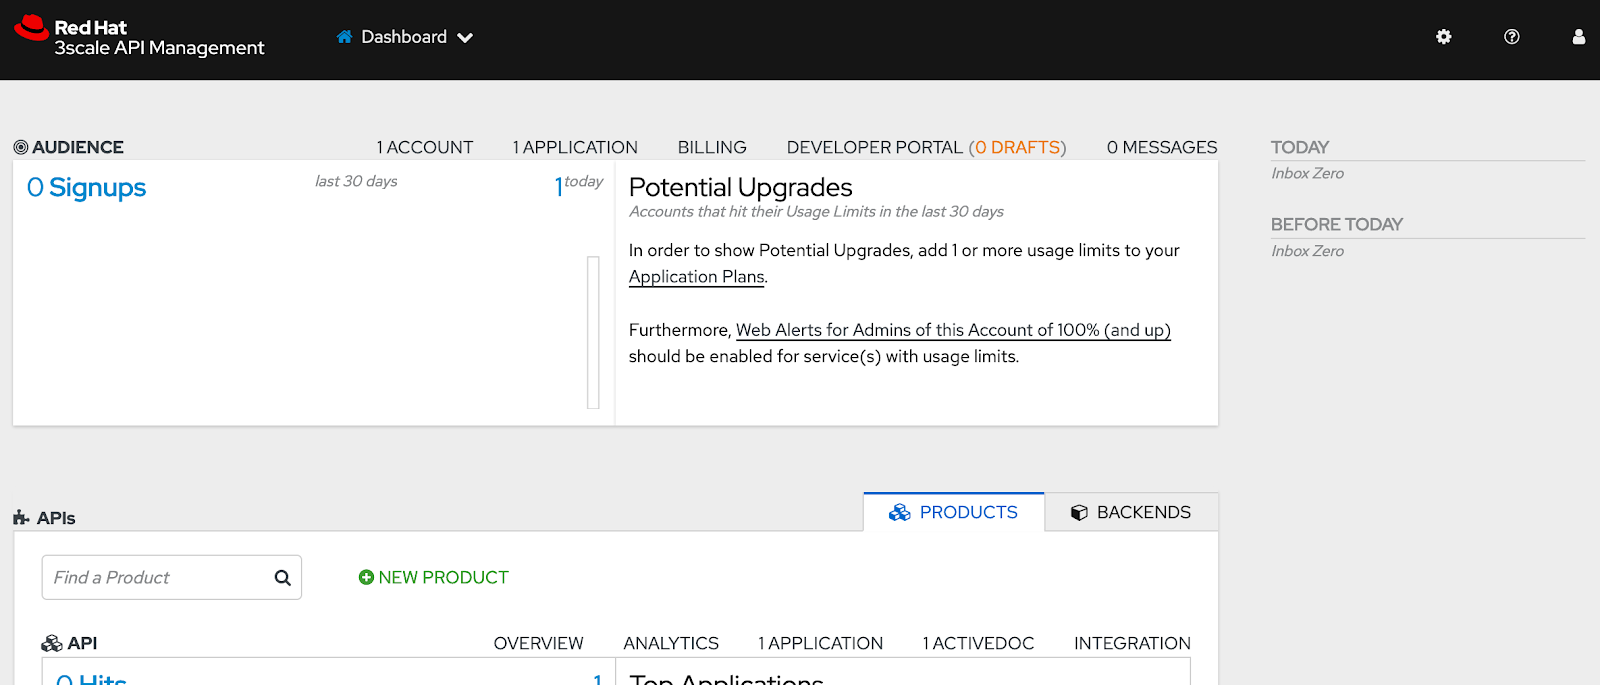 Red Hat
3scale API Management
Dashboard
AUDIENCE
1 ACCOUNT
1 APPLICATION
BILLING
DEVELOPER PORTAL (0 DRAFTS)
0 MESSAGES
0 Signups
last 30 days
1 today
Potential Upgrades
Accounts that hit their Usage Limits in the last 30 days
In order to show Potential Upgrades, add 1 or more usage limits to your
Application Plans.
Furthermore, Web Alerts for Admins of this Account of 100% (and up)
should be enabled for service(s) with usage limits.
TODAY
Inbox Zero
BEFORE TODAY
Inbox Zero
APIs
PRODUCTS
BACKENDS
Find a Product
NEW PRODUCT
API
OVERVIEW
ANALYTICS
1 APPLICATION
1 ACTIVEDOC
INTEGRATION
0 Hits
1
Top Applications